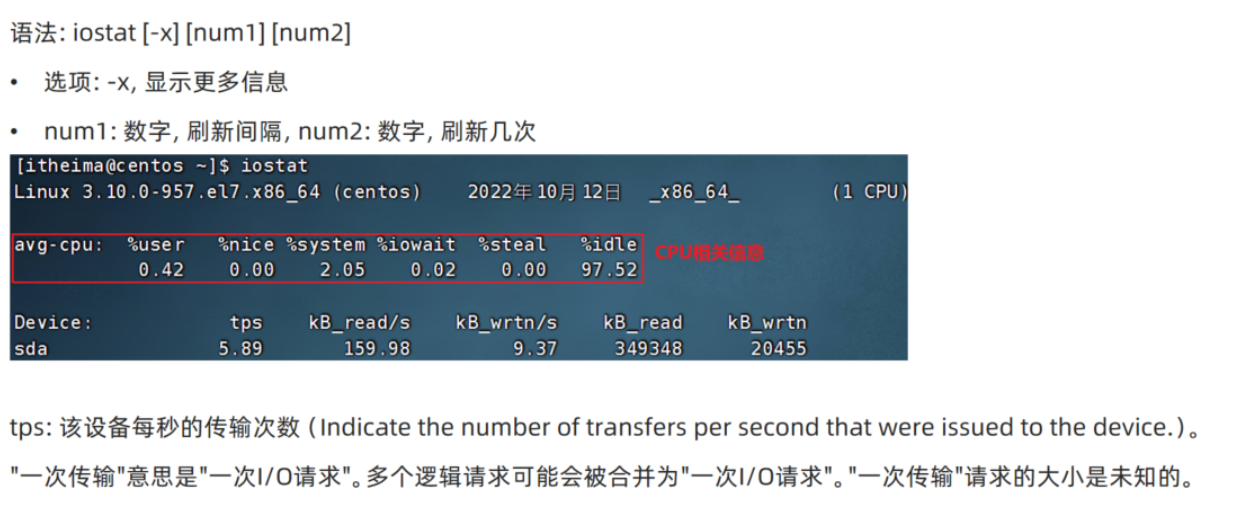 语法: iostat [-x] [num1] [num2]
• 选项: -x, 显示更多信息
• num1: 数字, 刷新间隔, num2: 数字, 刷新几次
[itheima@centos ~]$ iostat
Linux 3.10.0-957.el7.x86_64 (centos) 2022年10月12日 _x86_64_ (1 CPU)
avg-cpu: %user %nice %system %iowait %steal %idle CPU相关信息
0.42 0.00 2.05 0.02 0.00 97.52
Device: tps kB_read/s kB_wrtn/s kB_read kB_wrtn
sda 5.89 159.98 9.37 349348 20455
tps: 该设备每秒的传输次数 (Indicate the number of transfers per second that were issued to the device.)。
"一次传输"意思是"一次I/O请求"。多个逻辑请求可能会被合并为"一次I/O请求"。"一次传输"请求的大小是未知的。